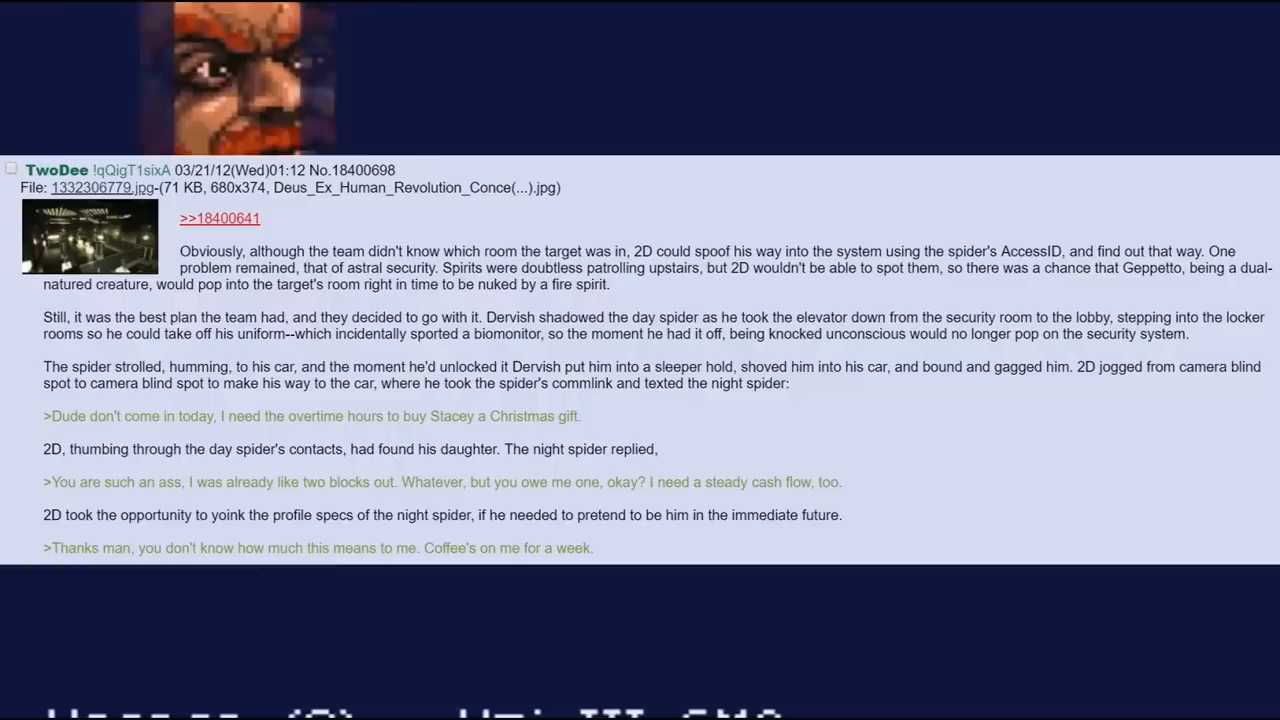 TwoDee !qQigT1sixA 03/21/12(Wed)01:12 No.18400698
File: 1332306779.jpg-(71 KB, 680x374, Deus_Ex_Human_Revolution_Conce(...).jpg)
>>18400641
Obviously, although the team didn't know which room the target was in, 2D could spoof his way into the system using the spider's AccessID, and find out that way. One
problem remained, that of astral security. Spirits were doubtless patrolling upstairs, but 2D wouldn't be able to spot them, so there was a chance that Geppetto, being a dual-
natured creature, would pop into the target's room right in time to be nuked by a fire spirit.
Still, it was the best plan the team had, and they decided to go with it. Dervish shadowed the day spider as he took the elevator down from the security room to the lobby, stepping into the locker
rooms so he could take off his uniform--which incidentally sported a biomonitor, so the moment he had it off, being knocked unconscious would no longer pop on the security system.
The spider strolled, humming, to his car, and the moment he'd unlocked it Dervish put him into a sleeper hold, shoved him into his car, and bound and gagged him. 2D jogged from camera blind
spot to camera blind spot to make his way to the car, where he took the spider's commlink and texted the night spider:
>Dude don't come in today, I need the overtime hours to buy Stacey a Christmas gift.
2D, thumbing through the day spider's contacts, had found his daughter. The night spider replied,
>You are such an ass, I was already like two blocks out. Whatever, but you owe me one, okay? I need a steady cash flow, too.
2D took the opportunity to yoink the profile specs of the night spider, if he needed to pretend to be him in the immediate future.
>Thanks man, you don't know how much this means to me. Coffee's on me for a week.